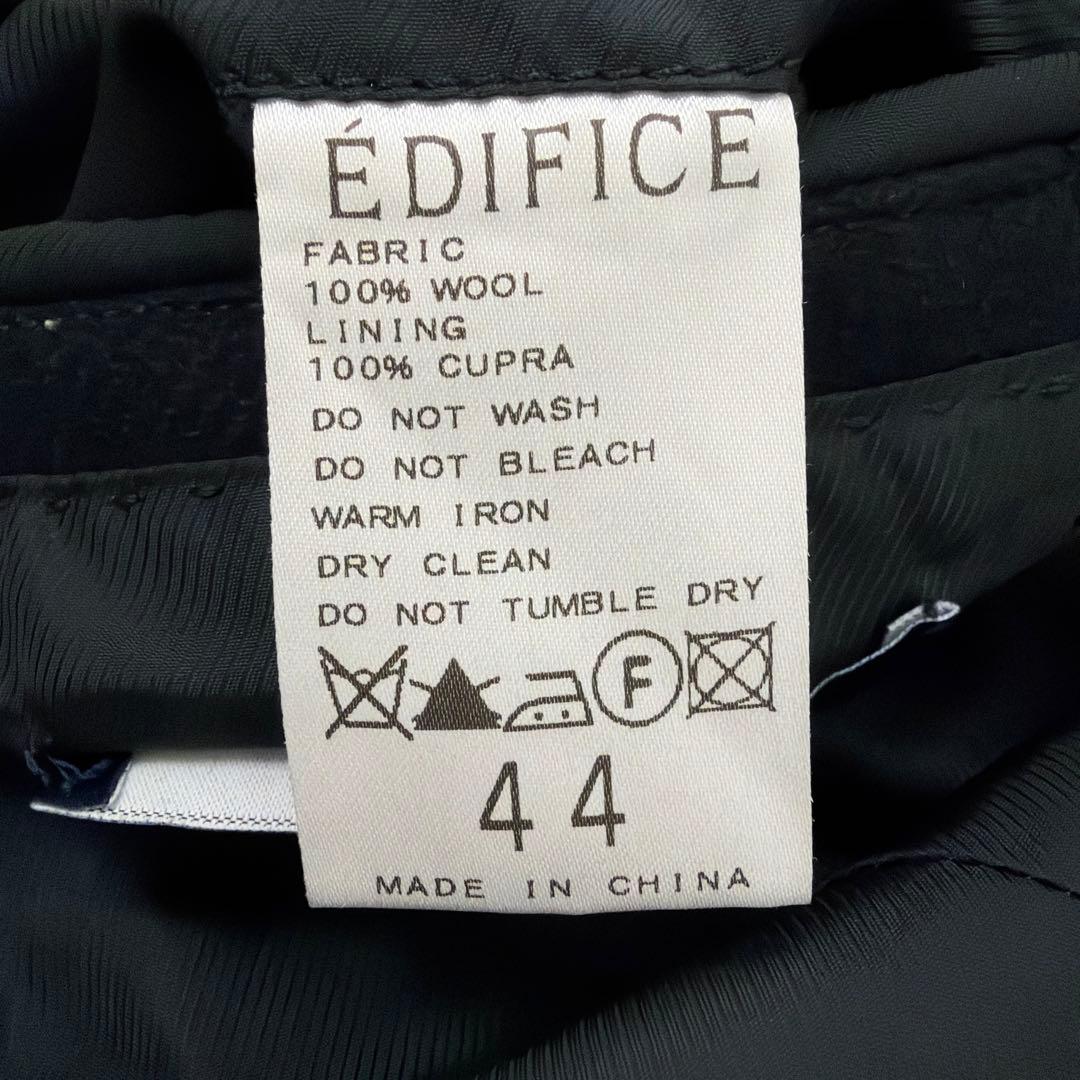 ÉDIFICE
FABRIC
100% WOOL
LINING
100% CUPRA
DO NOT WASH
DO NOT BLEACH
WARM IRON
DRY CLEAN
DO NOT TUMBLE DRY
F
44
MADE IN CHINA